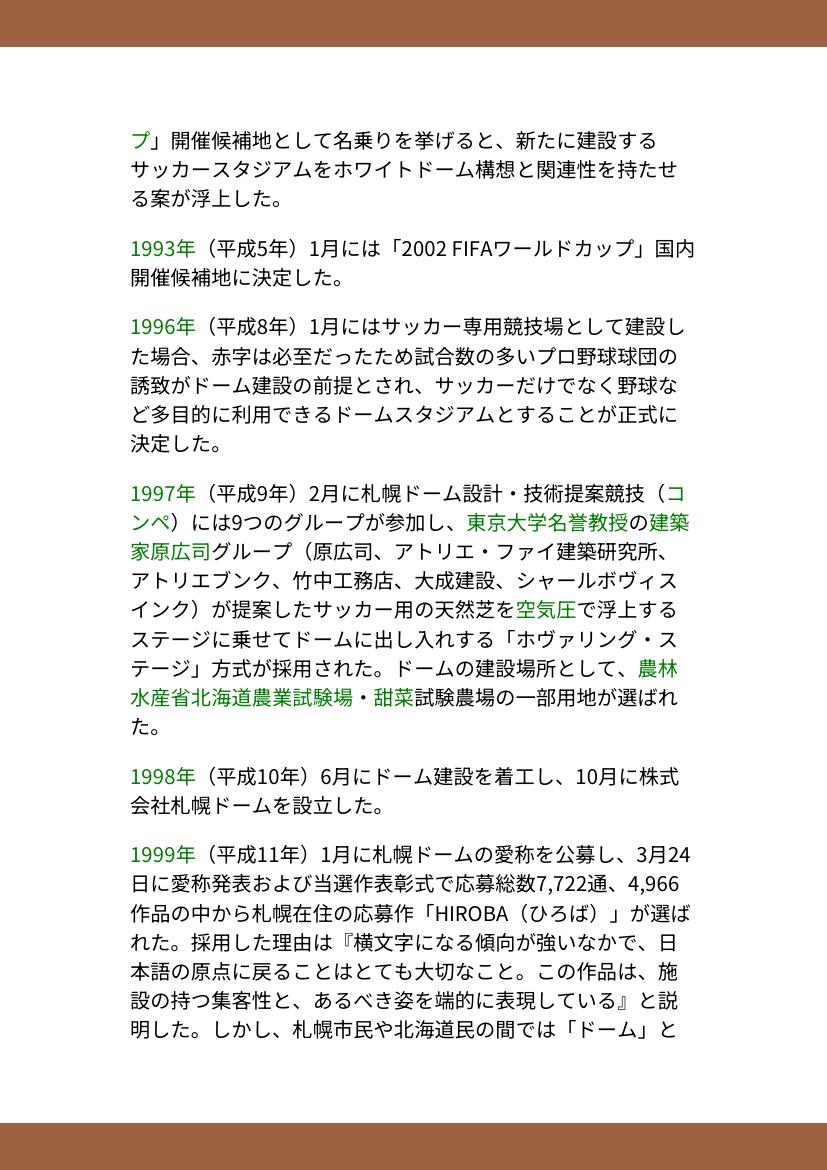 プ」開催候補地として名乗りを挙げると、新たに建設する
サッカースタジアムをホワイトドーム構想と関連性を持たせ
る案が浮上した。
1993年（平成5年）1月には「2002 FIFAワールドカップ」国内
開催候補地に決定した。
1996年（平成8年）1月にはサッカー専用競技場として建設し
た場合、赤字は必至だったため試合数の多いプロ野球球団の
誘致がドーム建設の前提とされ、サッカーだけでなく野球な
ど多目的に利用できるドームスタジアムとすることが正式に
決定した。
1997年（平成9年）2月に札幌ドーム設計・技術提案競技（コ
ンペ）には9つのグループが参加し、東京大学名誉教授の建築
家原広司グループ（原広司、アトリエ・ファイ建築研究所、
アトリエブンク、竹中工務店、大成建設、シャールボヴィス
インク）が提案したサッカー用の天然芝を空気圧で浮上する
ステージに乗せてドームに出し入れする「ホヴァリング・ス
テージ」方式が採用された。ドームの建設場所として、農林
水産省北海道農業試験場・甜菜試験農場の一部用地が選ばれ
た。
1998年（平成10年）6月にドーム建設を着工し、10月に株式
会社札幌ドームを設立した。
1999年（平成11年）1月に札幌ドームの愛称を公募し、3月24
日に愛称発表および当選作表彰式で応募総数7,722通、4,966
作品の中から札幌在住の応募作「HIROBA（ひろば）」が選ば
れた。採用した理由は『横文字になる傾向が強いなかで、日
本語の原点に戻ることはとても大切なこと。この作品は、施
設の持つ集客性と、あるべき姿を端的に表現している』と説
明した。しかし、札幌市民や北海道民の間では「ドーム」と